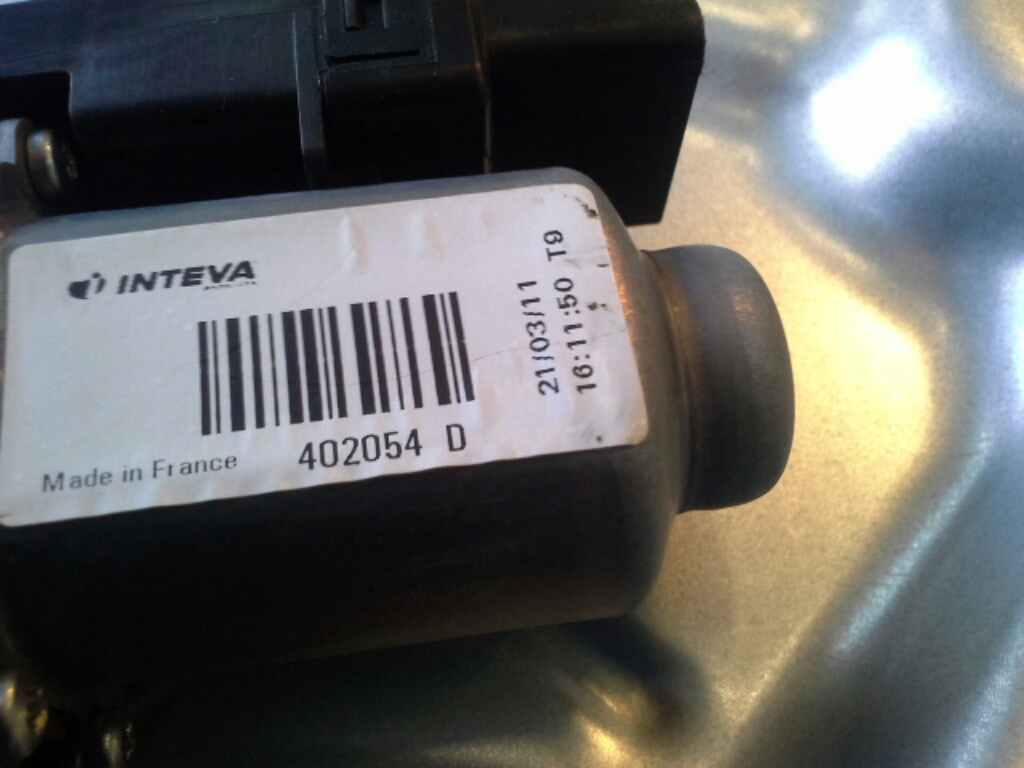 INTEVA
402054 D
Made in France
21/03/11
16:11:50 T9